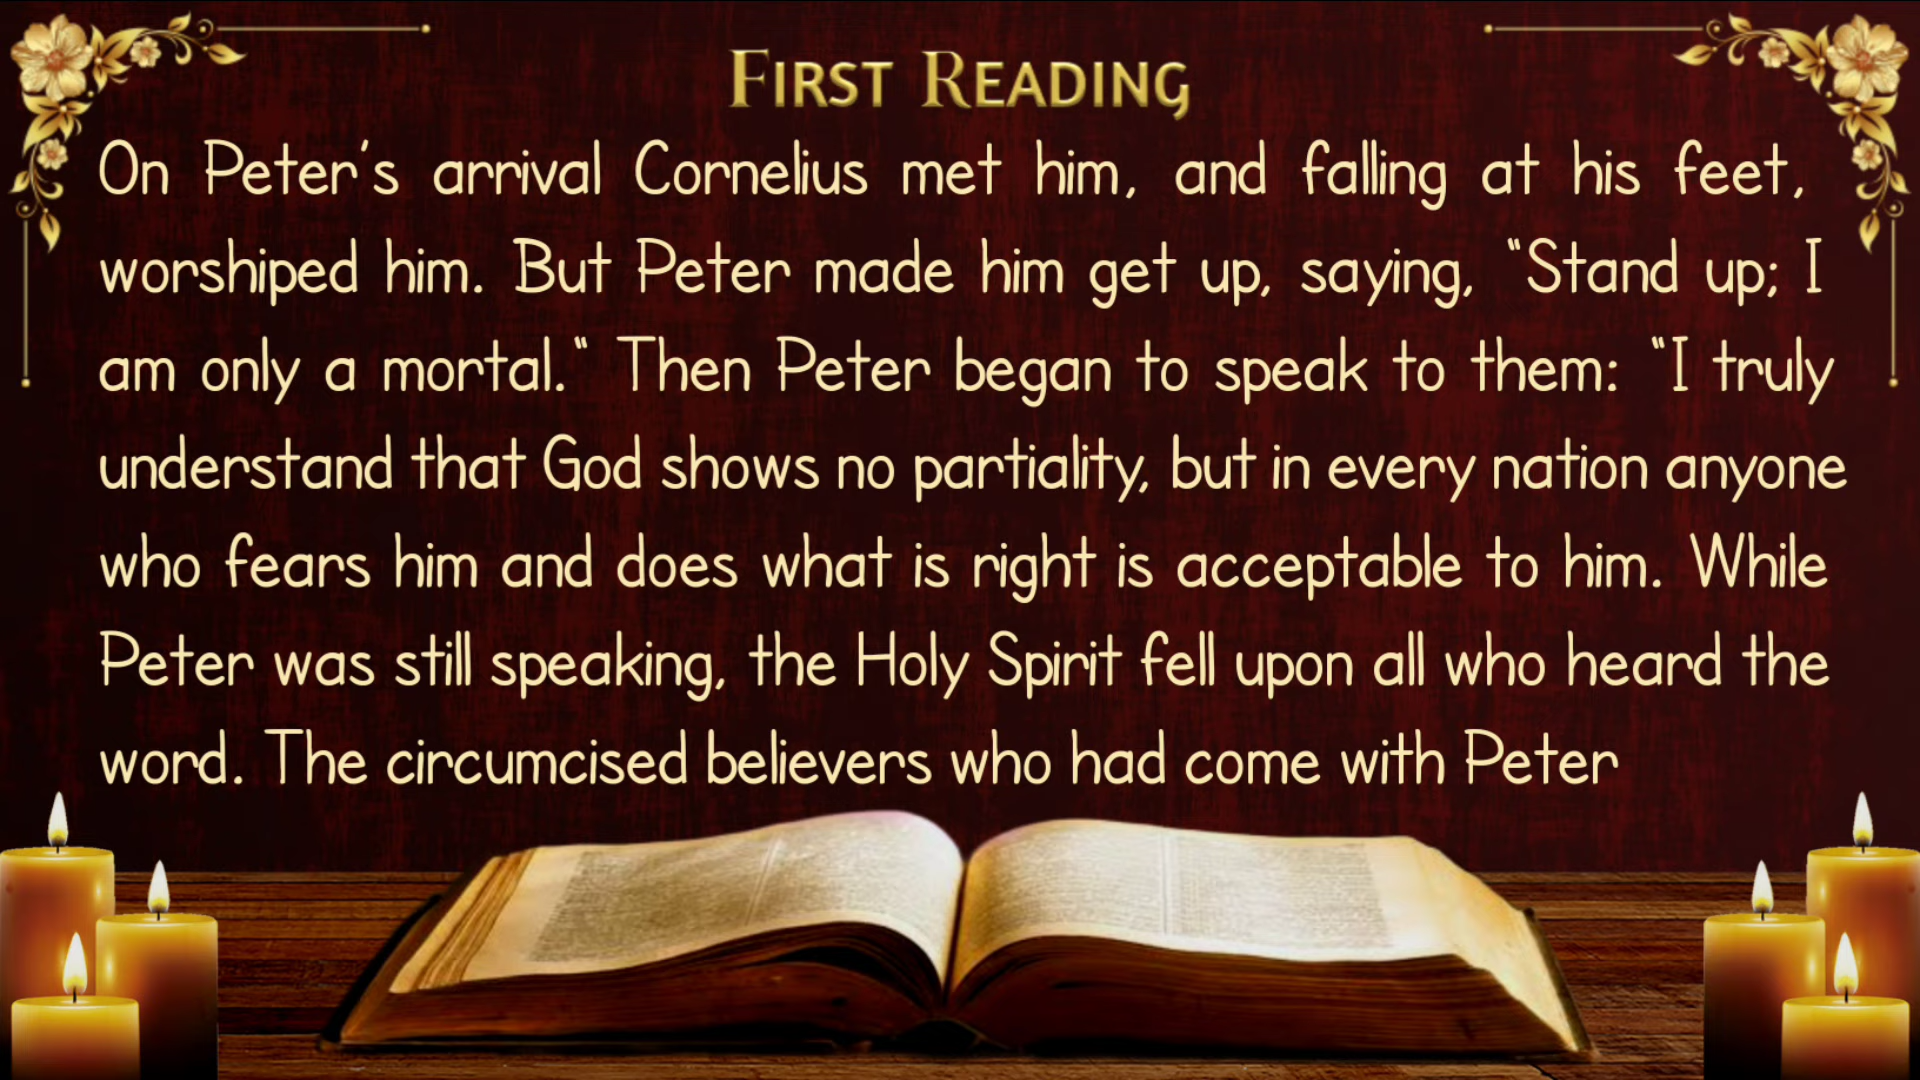 FIRST READING
On Peter's arrival Cornelius met him, and falling at his feet,
worshiped him. But Peter made him get up, saying, "Stand up; I
am only a mortal." Then Peter began to speak to them: "I truly
understand that God shows no partiality, but in every nation anyone
who fears him and does what is right is acceptable to him. While
Peter was still speaking, the Holy Spirit fell upon all who heard the
word. The circumcised believers who had come with Peter